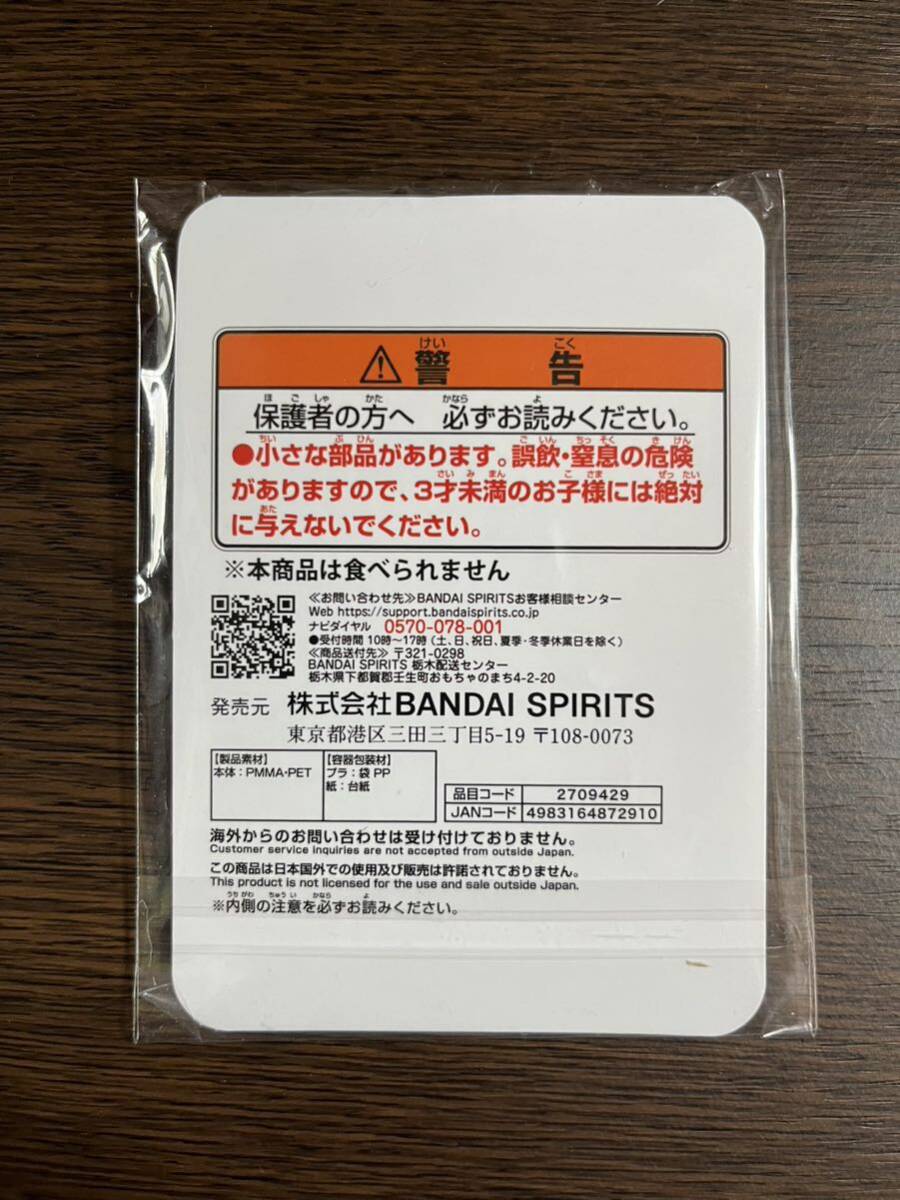 警告
保護者の方へ 必ずお読みください。
●小さな部品があります。誤飲・窒息の危険
がありますので、3才未満のお子様には絶対
に与えないでください。
※本商品は食べられません
≪お問い合わせ先≫BANDAI SPIRITSお客様相談センター
Web https://support.bandaispirits.co.jp
ナビダイヤル 0570-078-001
●受付時間 10時〜17時（土、日、祝日、夏季・冬季休業日を除く）
≪商品送付先≫ 〒321-0298
BANDAI SPIRITS 栃木配送センター
栃木県下都賀郡壬生町おもちゃのまち4-2-20
発売元 株式会社BANDAI SPIRITS
東京都港区三田三丁目5-19 〒108-0073
【製品素材】
本体：PMMA・PET
【容器包装材】
プラ：袋 PP
紙：台紙
品目コード 2709429
JANコード 4983164872910
海外からのお問い合わせは受け付けておりません。
Customer service inquiries are not accepted from outside Japan.
この商品は日本国外での使用及び販売は許諾されておりません。
This product is not licensed for the use and sale outside Japan.
※内側の注意を必ずお読みください。